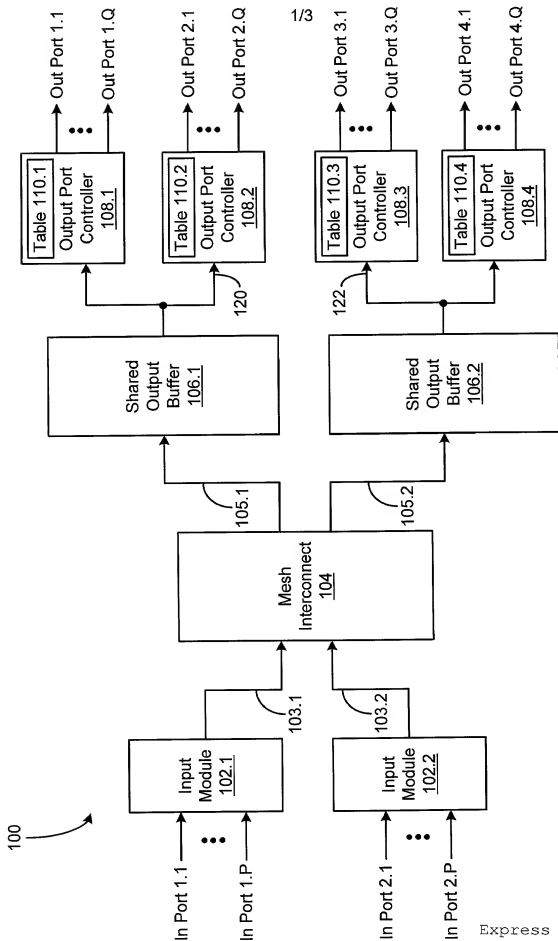 1/3
100
In Port 1.1
•••
In Port 1.P
Input
Module
102.1
103.1
In Port 2.1
•••
In Port 2.P
Input
Module
102.2
103.2
Mesh
Interconnect
104
105.1
105.2
Shared
Output
Buffer
106.1
Shared
Output
Buffer
106.2
120
122
Table 110.1
Output Port
Controller
108.1
Out Port 1.1
•••
Out Port 1.Q
Table 110.2
Output Port
Controller
108.2
Out Port 2.1
•••
Out Port 2.Q
Table 110.3
Output Port
Controller
108.3
Out Port 3.1
•••
Out Port 3.Q
Table 110.4
Output Port
Controller
108.4
Out Port 4.1
•••
Out Port 4.Q
Express